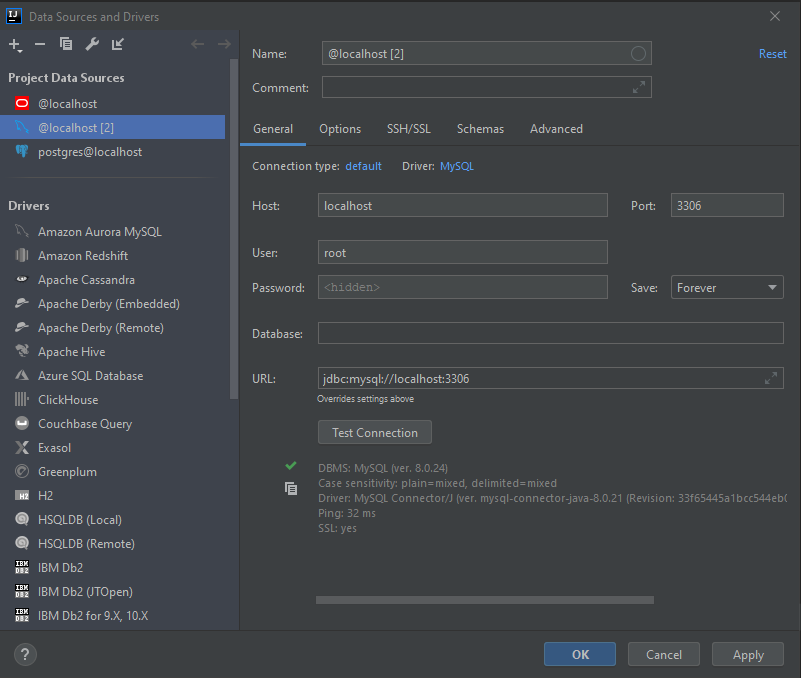 Data Sources and Drivers
Project Data Sources
@localhost
@localhost [2]
postgres@localhost
Drivers
Amazon Aurora MySQL
Amazon Redshift
Apache Cassandra
Apache Derby (Embedded)
Apache Derby (Remote)
Apache Hive
Azure SQL Database
ClickHouse
Couchbase Query
Exasol
Greenplum
H2
HSQLDB (Local)
HSQLDB (Remote)
IBM Db2
IBM Db2 (JTOpen)
IBM Db2 for 9.X, 10.X
Name: @localhost [2] Reset
Comment:
General Options SSH/SSL Schemas Advanced
Connection type: default Driver: MySQL
Host: localhost Port: 3306
User: root
Password: <hidden> Save: Forever
Database:
URL: jdbc:mysql://localhost:3306
Overrides settings above
Test Connection
DBMS: MySQL (ver. 8.0.24)
Case sensitivity: plain=mixed, delimited=mixed
Driver: MySQL Connector/J (ver. mysql-connector-java-8.0.21 (Revision: 33f65445a1bcc544eb0
Ping: 32 ms
SSL: yes
? OK Cancel Apply